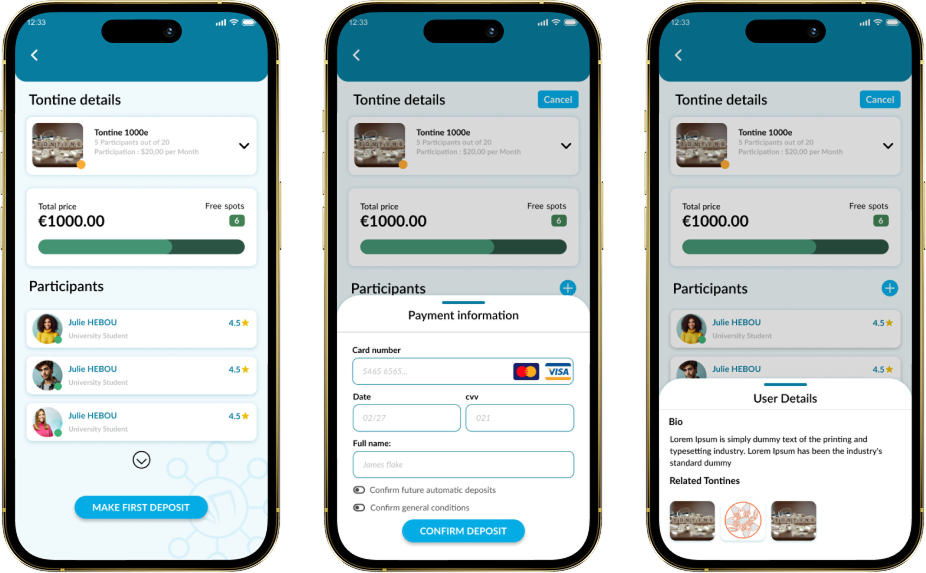 12:33
Tontine details
TONTINE
Tontine 1000e
5 Participants out of 20
Participation : $20,00 per Month
Total price
Free spots
€1000.00
6
Participants
Julie HEBOU
4.5
University Student
Julie HEBOU
4.5
University Student
Julie HEBOU
4.5
University Student
MAKE FIRST DEPOSIT
12:33
Tontine details
Cancel
TONTINE
Tontine 1000e
5 Participants out of 20
Participation : $20,00 per Month
Total price
Free spots
€1000.00
6
Participants
Payment information
Card number
5465 6565...
VISA
Date
cvv
02/27
021
Full name:
James flake
Confirm future automatic deposits
Confirm general conditions
CONFIRM DEPOSIT
12:33
Tontine details
Cancel
TONTINE
Tontine 1000e
5 Participants out of 20
Participation : $20,00 per Month
Total price
Free spots
€1000.00
6
Participants
Julie HEBOU
4.5
University Student
Julie HEBOU
4.5
User Details
Bio
Lorem Ipsum is simply dummy text of the printing and
typesetting industry. Lorem Ipsum has been the industry's
standard dummy
Related Tontines
TONTINE
TONTINE